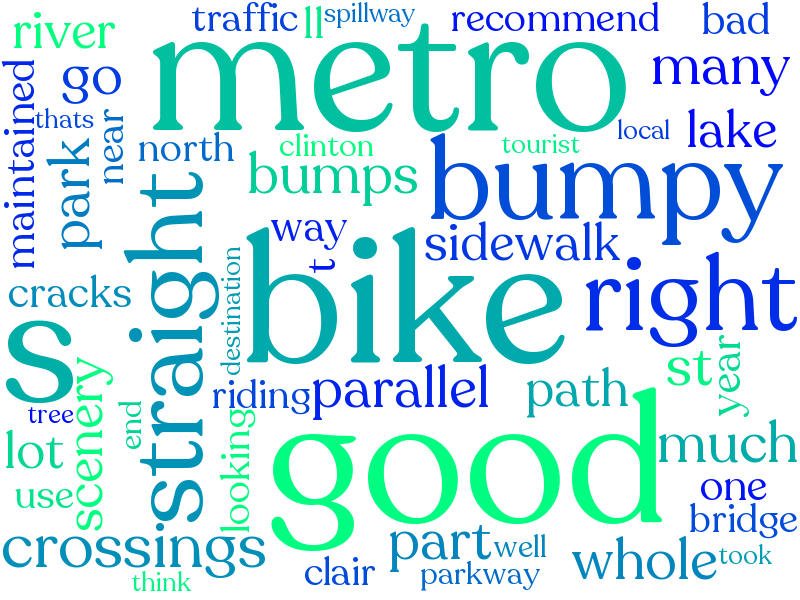 river
traffic
ll
spillway
recommend
bad
metro
go
many
maintained
thats
near
park
north
clinton
tourist
local
lake
bumps
bumpy
straight
way
t
sidewalk
destination
bike
right
cracks
s
scenery
riding
parallel
path
st
year
tree
end
looking
good
lot
use
much
one
bridge
crossings
part
well
whole
took
clair
parkway
think